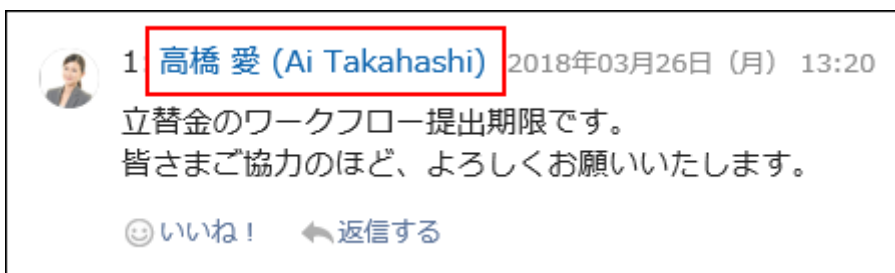 1 高橋 愛 (Ai Takahashi) 2018年03月26日（月） 13:20
立替金のワークフロー提出期限です。
皆さまご協力のほど、よろしくお願いいたします。
いいね！ 返信する